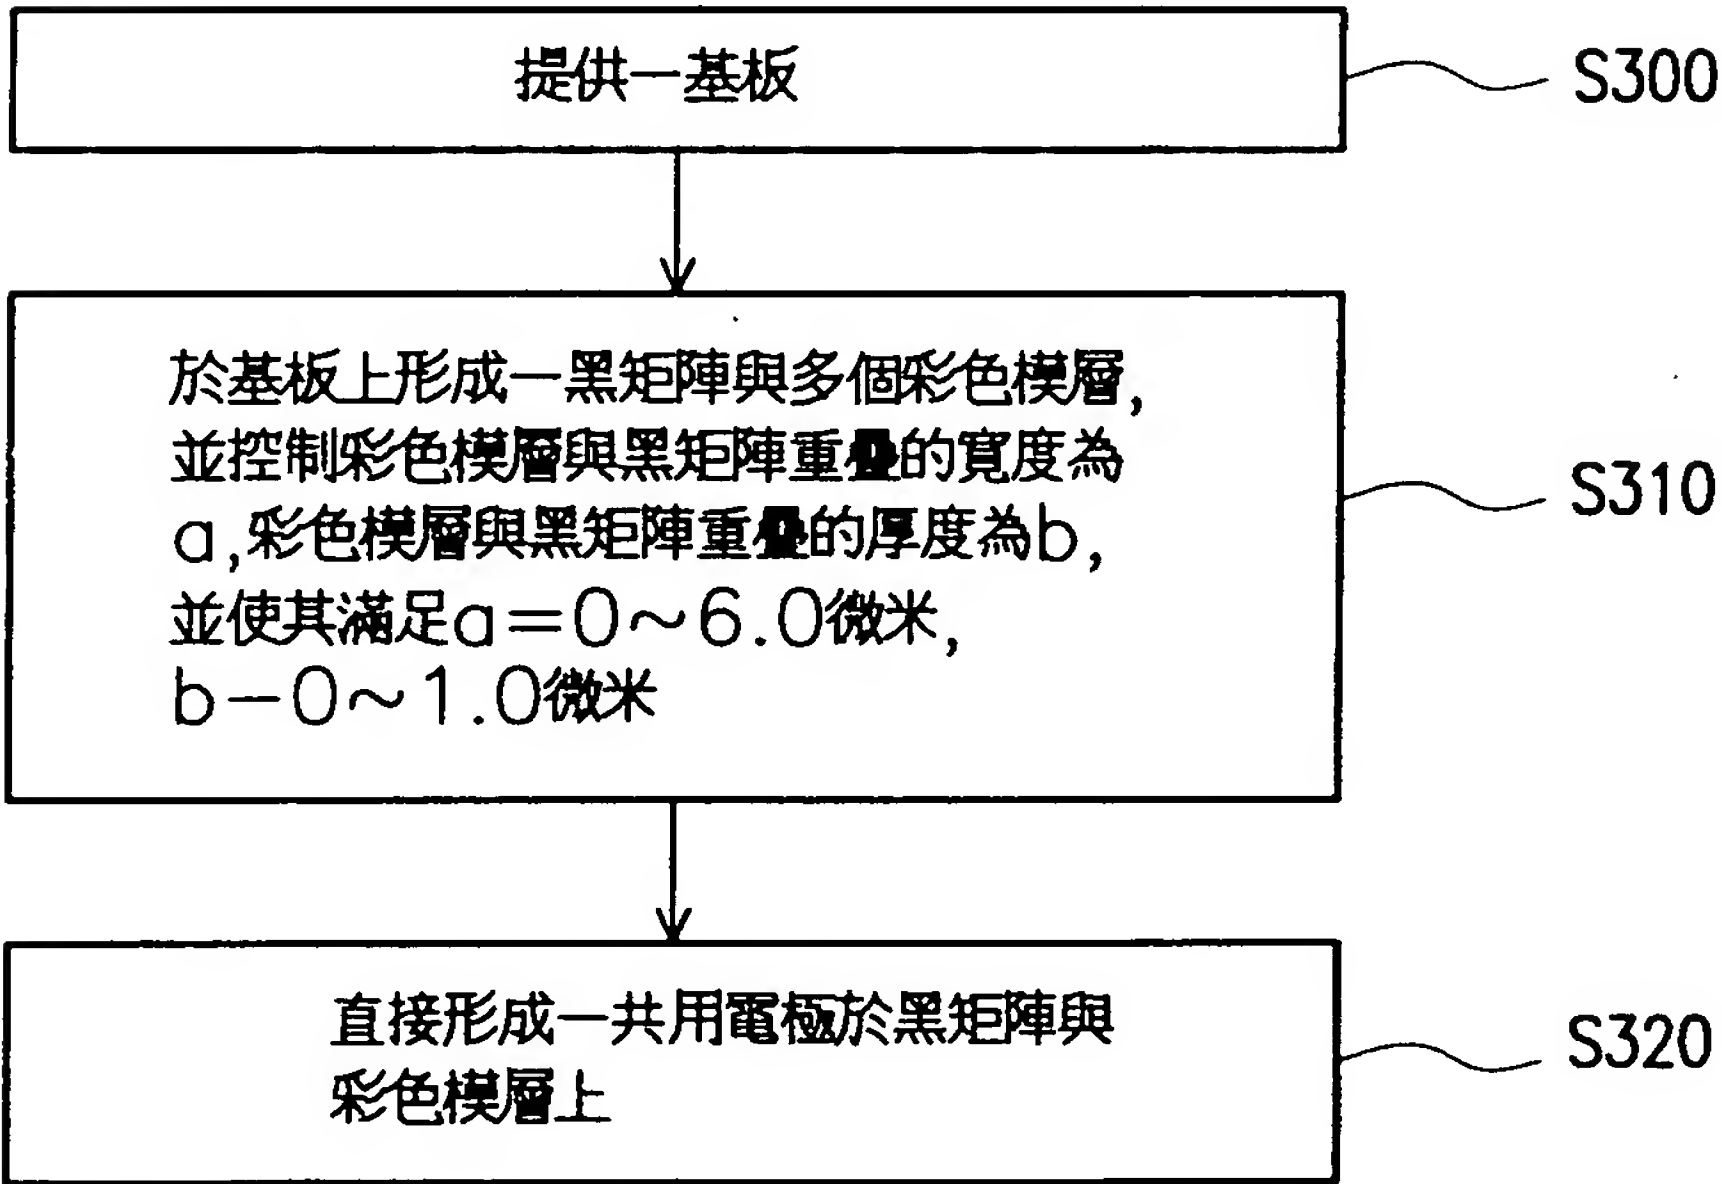 提供一基板
S300
於基板上形成一黑矩陣與多個彩色模層,
並控制彩色模層與黑矩陣重疊的寬度為
a,彩色模層與黑矩陣重疊的厚度為b,
並使其滿足a=0~6.0微米,
b-0~1.0微米
S310
直接形成一共用電極於黑矩陣與
彩色模層上
S320